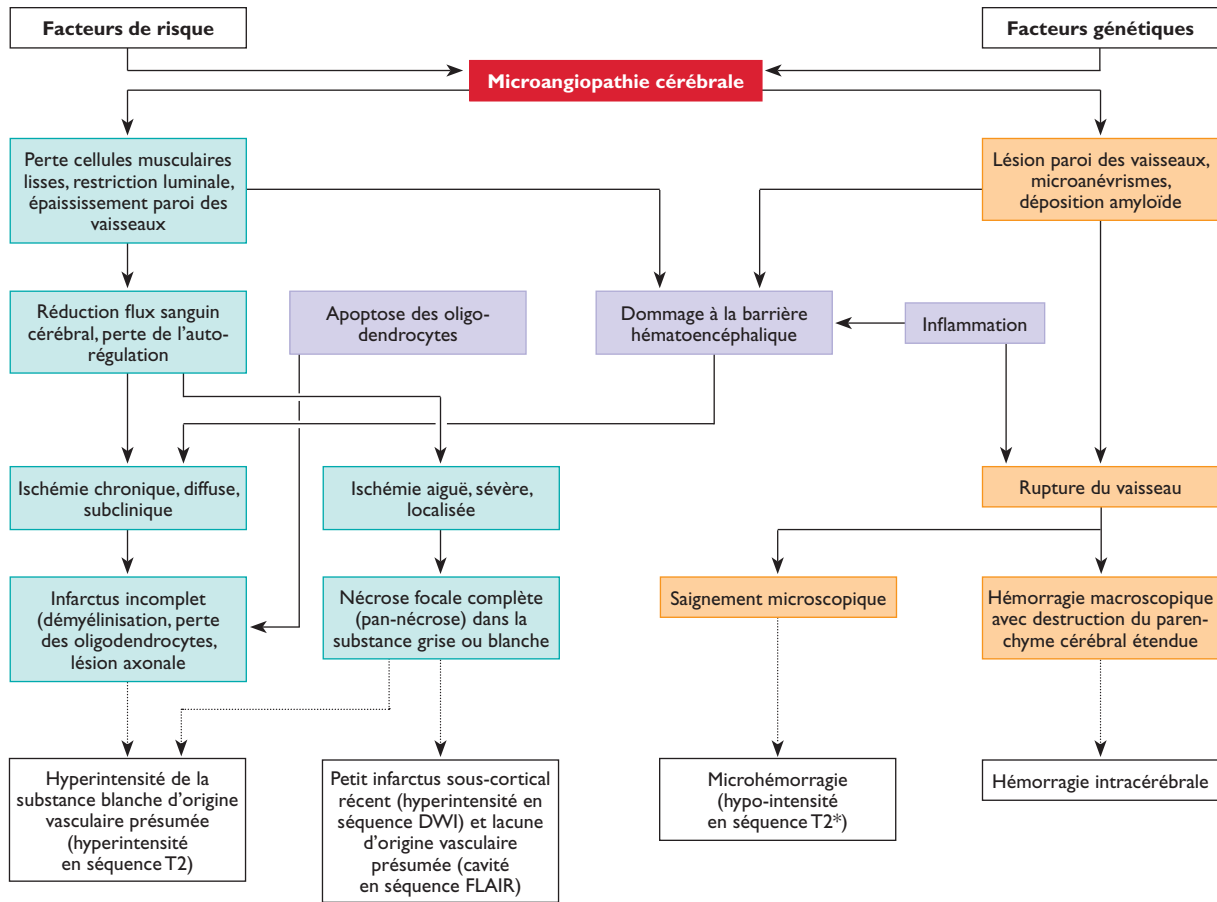 Facteurs de risque
Facteurs génétiques
Microangiopathie cérébrale
Perte cellules musculaires
lisses, restriction luminale,
épaississement paroi des
vaisseaux
Lésion paroi des vaisseaux,
microanévrismes,
déposition amyloïde
Réduction flux sanguin
cérébral, perte de l'auto-
régulation
Apoptose des oligo-
dendrocytes
Dommage à la barrière
hématoencéphalique
Inflammation
Ischémie chronique, diffuse,
subclinique
Ischémie aiguë, sévère,
localisée
Rupture du vaisseau
Infarctus incomplet
(démyélinisation, perte
des oligodendrocytes,
lésion axonale
Nécrose focale complète
(pan-nécrose) dans la
substance grise ou blanche
Saignement microscopique
Hémorragie macroscopique
avec destruction du paren-
chyme cérébral étendue
Hyperintensité de la
substance blanche d'origine
vasculaire présumée
(hyperintensité
en séquence T2)
Petit infarctus sous-cortical
récent (hyperintensité en
séquence DWI) et lacune
d'origine vasculaire
présumée (cavité
en séquence FLAIR)
Microhémorragie
(hypo-intensité
en séquence T2*)
Hémorragie intracérébrale